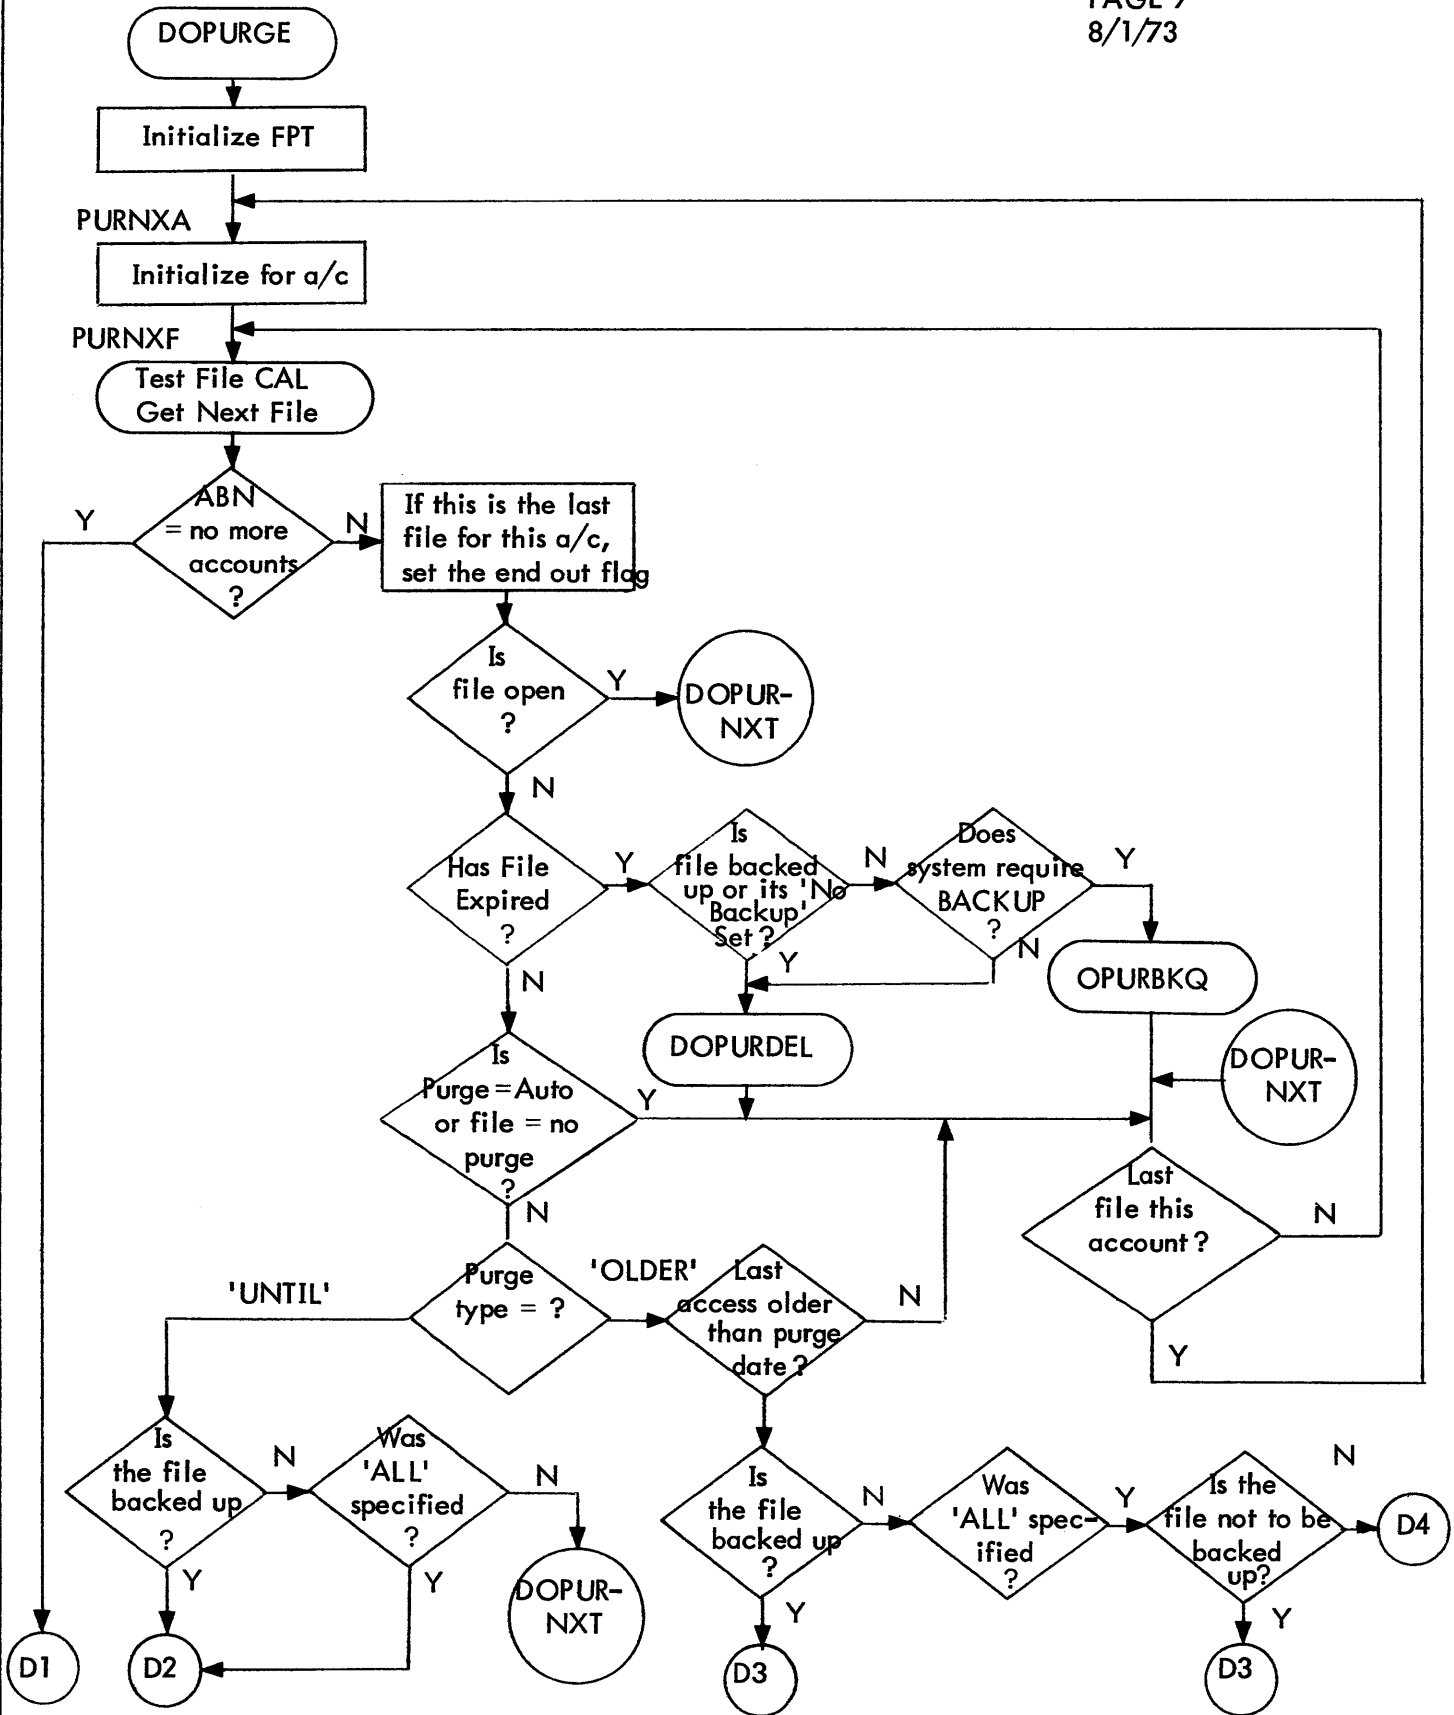 PAGE 9
8/1/73
DOPURGE
Initialize FPT
PURNXA
Initialize for a/c
PURNXF
Test File CAL
Get Next File
ABN
= no more
accounts
?
Y
N
If this is the last
file for this a/c,
set the end out flag
Is
file open
?
Y
DOPUR-
NXT
N
Has File
Expired
?
Y
Is
file backed
up or its 'No
Backup'
Set ?
N
Does
system require
BACKUP
?
Y
N
Y
OPURBKQ
N
DOPURDEL
DOPUR-
NXT
Is
Purge = Auto
or file = no
purge
?
Y
N
Last
file this
account ?
N
Y
Purge
type = ?
'UNTIL'
'OLDER'
Last
access older
than purge
date ?
N
Is
the file
backed up
?
N
Was
'ALL'
specified
?
N
Y
Y
DOPUR-
NXT
Is
the file
backed up
?
N
Was
'ALL' spec-
ified
?
Y
Is the
file not to be
backed
up?
N
D4
Y
Y
D1
D2
D3
D3